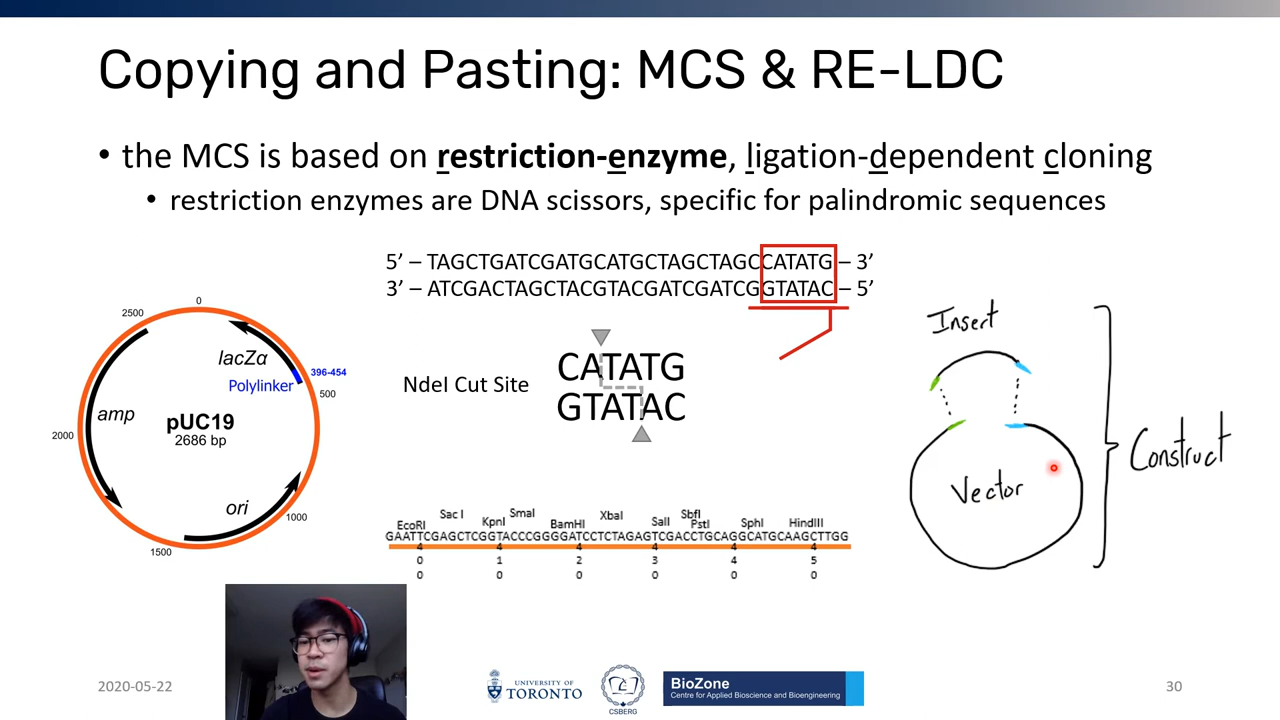 Copying and Pasting: MCS & RE-LDC
• the MCS is based on restriction-enzyme, ligation-dependent cloning
• restriction enzymes are DNA scissors, specific for palindromic sequences
5’ – TAGCTGATCGATGCATGCTAGCTAGCCATATG – 3’
3’ – ATCGACTAGCTACGTACGATCGATCGGTATAC – 5’
0
2500
lacZα
396-454
Polylinker
500
amp
pUC19
2686 bp
2000
ori
1000
1500
NdeI Cut Site
CATATG
GTATAC
EcoRI
Sac I
KpnI
SmaI
BamHI
XbaI
SalI
SbfI
PstI
SphI
HindIII
GAATTCGAGCTCGGTACCCGGGGATCCTCTAGAGTCGACCTGCAGGCATGCAAGCTTGG
4 4 4 4 4 4
0 1 2 3 4 5
0 0 0 0 0 0
Insert
Vector
Construct
2020-05-22
UNIVERSITY OF
TORONTO
CSBERG
BioZone
Centre for Applied Bioscience and Bioengineering
30